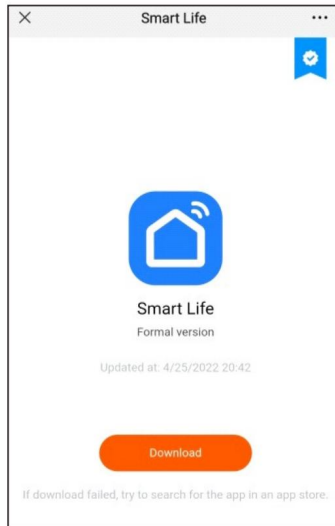 Smart Life
Smart Life
Formal version
Updated at: 4/25/2022 20:42
Download
If download failed, try to search for the app in an app store.